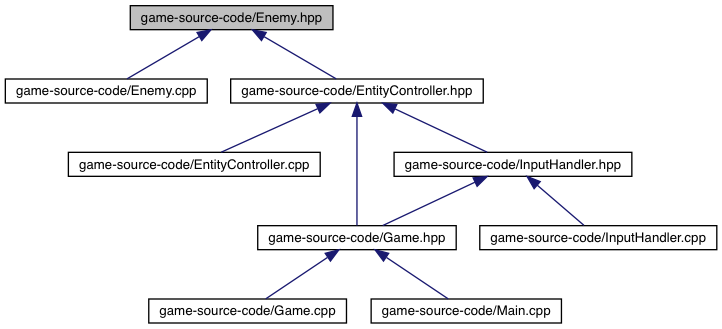 game-source-code/Enemy.hpp
game-source-code/Enemy.cpp
game-source-code/EntityController.hpp
game-source-code/EntityController.cpp
game-source-code/InputHandler.hpp
game-source-code/Game.hpp
game-source-code/InputHandler.cpp
game-source-code/Game.cpp
game-source-code/Main.cpp